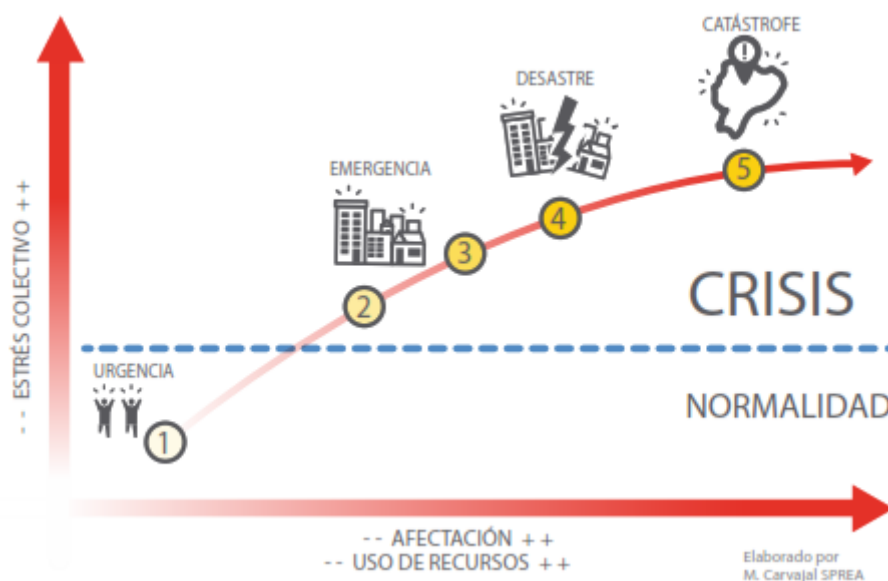 CATÁSTROFE
DESASTRE
EMERGENCIA
5
4
3
2
CRISIS
URGENCIA
1
NORMALIDAD
- - ESTRÉS COLECTIVO + +
- - AFECTACIÓN + +
- - USO DE RECURSOS + +
Elaborado por
M. Carvajal SPREA